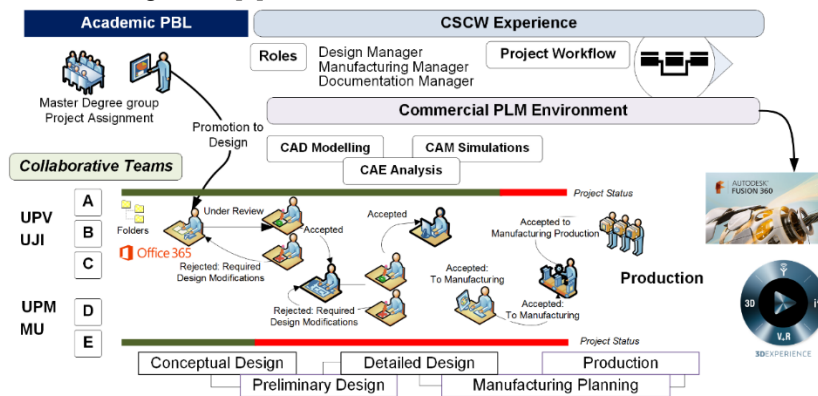 Academic PBL
CSCW Experience
Roles
Design Manager
Manufacturing Manager
Documentation Manager
Project Workflow
Master Degree group
Project Assignment
Commercial PLM Environment
Promotion to
Design
CAD Modelling
CAM Simulations
CAE Analysis
Collaborative Teams
Project Status
AUTODESK
FUSION 360
UPV
UJI
A
B
C
Folders
Office 365
Under Review
Accepted
Rejected: Required
Design Modifications
Accepted
Accepted to
Manufacturing Production
Production
UPM
MU
D
E
Rejected: Required
Design Modifications
Accepted:
To Manufacturing
Accepted:
To Manufacturing
3D
V+R
3DEXPERIENCE
Project Status
Conceptual Design
Detailed Design
Production
Preliminary Design
Manufacturing Planning